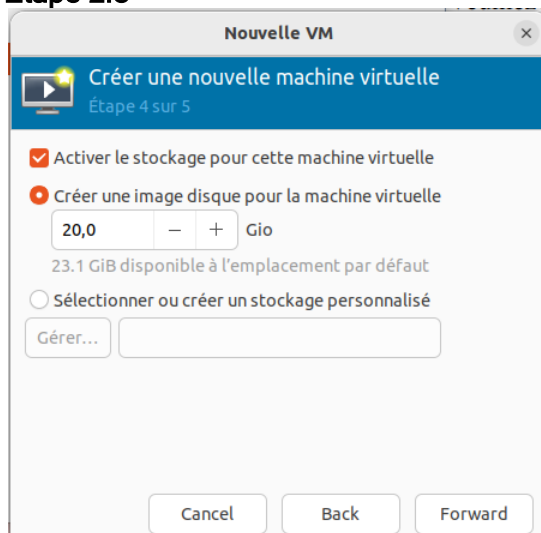 Nouvelle VM
Créer une nouvelle machine virtuelle
Étape 4 sur 5
Activer le stockage pour cette machine virtuelle
Créer une image disque pour la machine virtuelle
20,0 − + Gio
23.1 GiB disponible à l’emplacement par défaut
Sélectionner ou créer un stockage personnalisé
Gérer...
Cancel Back Forward